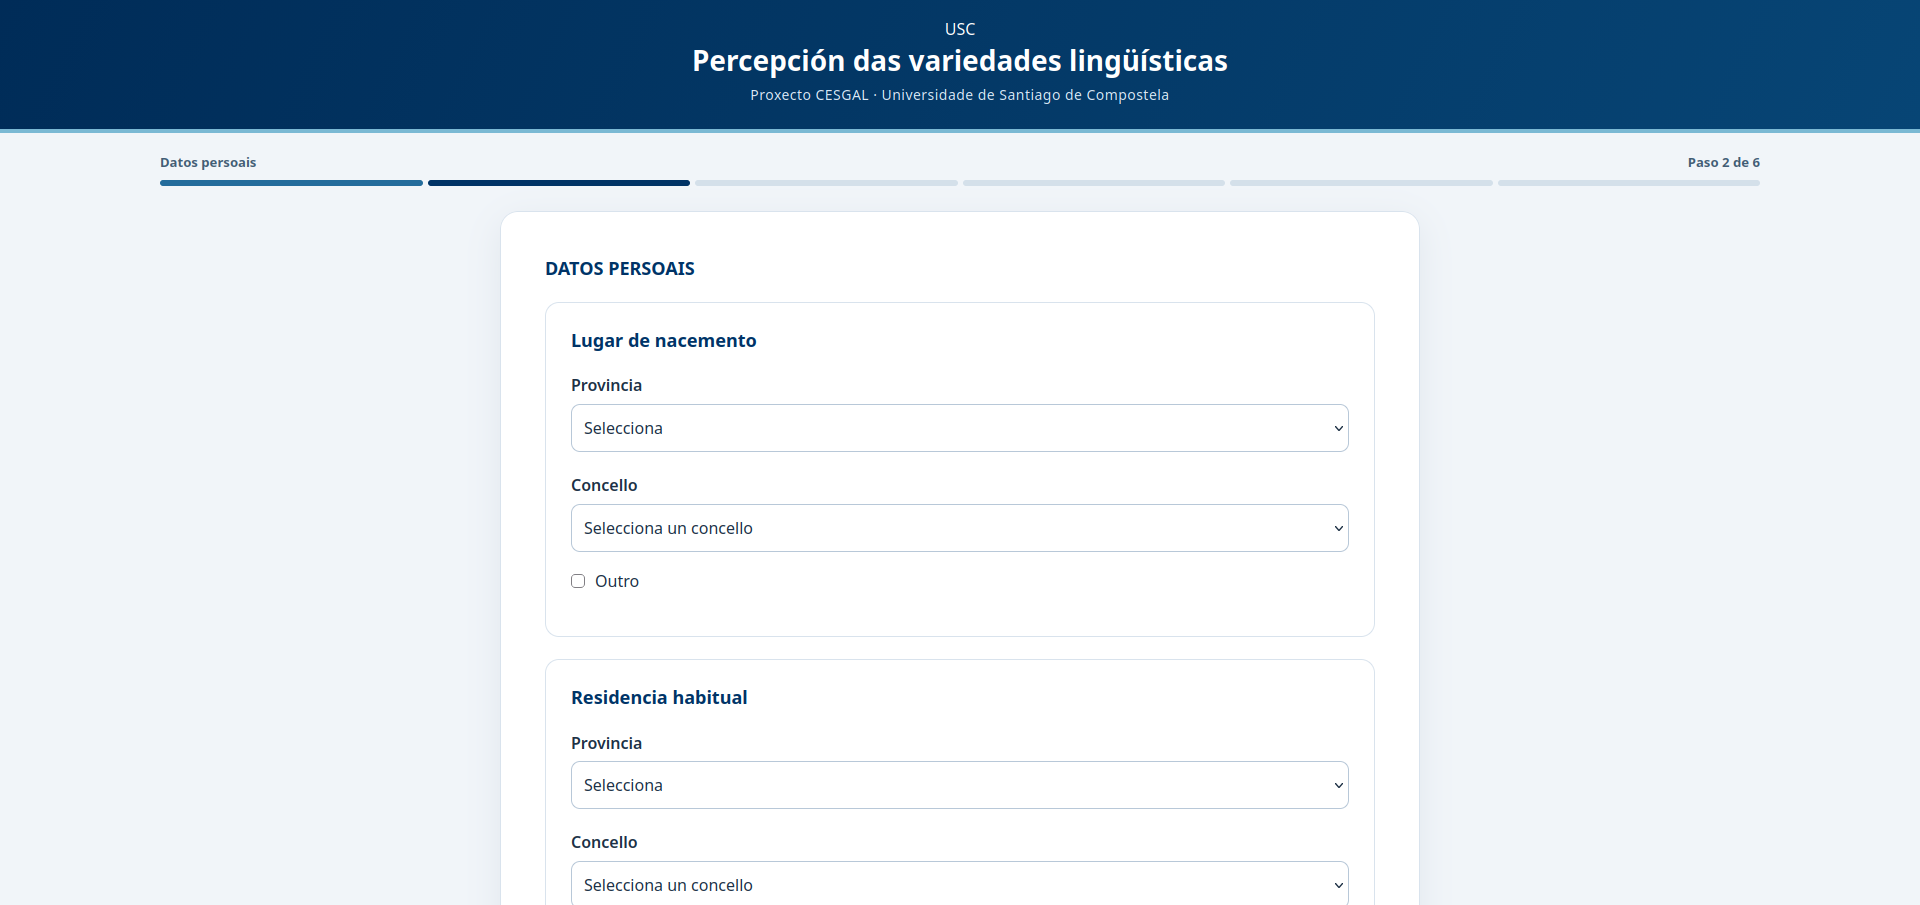 USC
Percepción das variedades lingüísticas
Proxecto CESGAL · Universidade de Santiago de Compostela
Datos persoais
Paso 2 de 6
DATOS PERSOAIS
Lugar de nacemento
Provincia
Selecciona
Concello
Selecciona un concello
Outro
Residencia habitual
Provincia
Selecciona
Concello
Selecciona un concello